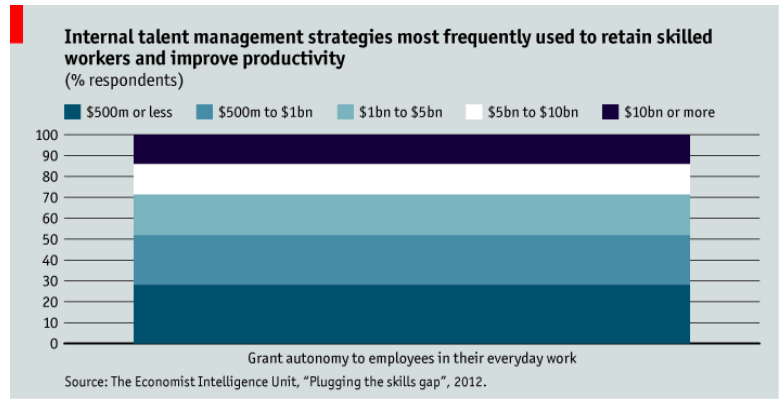 Internal talent management strategies most frequently used to retain skilled
workers and improve productivity
(% respondents)
$500m or less $500m to $1bn $1bn to $5bn $5bn to $10bn $10bn or more
100
90
80
70
60
50
40
30
20
10
0
Grant autonomy to employees in their everyday work
Source: The Economist Intelligence Unit, “Plugging the skills gap”, 2012.